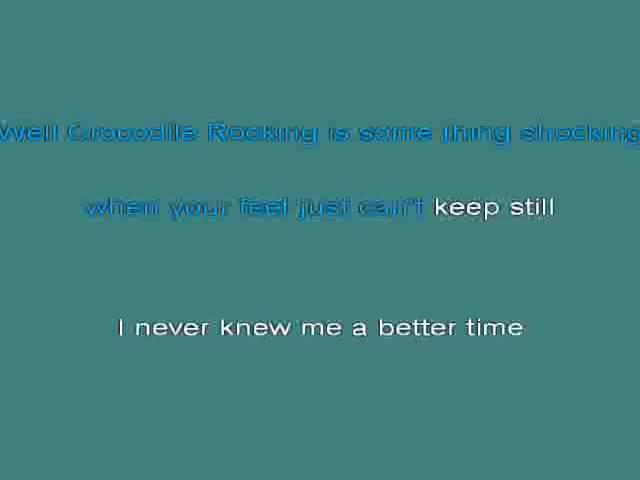 Well Crocodile Rocking is some thing shocking
when your feet just can't keep still
I never knew me a better time